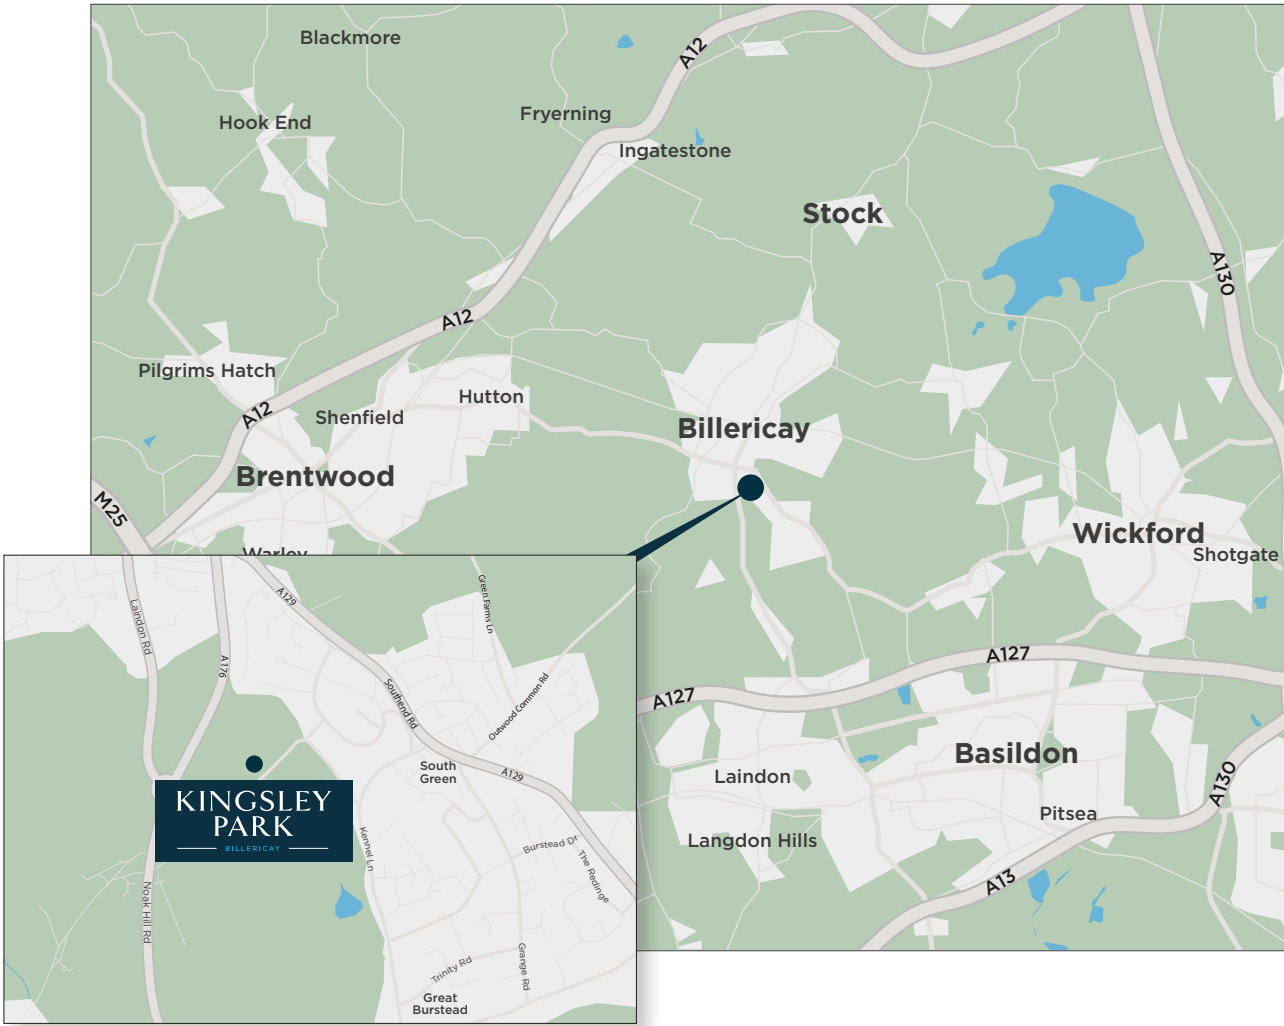 Blackmore
A12
Hook End
Fryerning
Ingatestone
Stock
A130
A12
Pilgrims Hatch
Hutton
A12
Shenfield
Billericay
Brentwood
M25
Wickford
Shotgate
Warley
A127
A127
Basildon
Laindon
A130
Pitsea
Langdon Hills
A13
Green Farms Ln
A129
Laindon Rd
A176
Southend Rd
Outwood Common Rd
South
Green
A129
KINGSLEY
PARK
BILLERICAY
Kennel Ln
Burstead Dr
The Redinge
Noak Hill Rd
Trinity Rd
Grange Rd
Great
Burstead